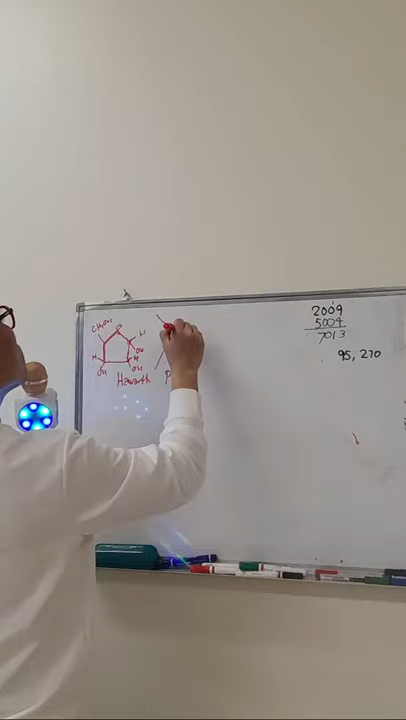 CH₂OH
O
H
OH
H
H
OH
OH
Haworth
P
2009
5004
7013
95, 270